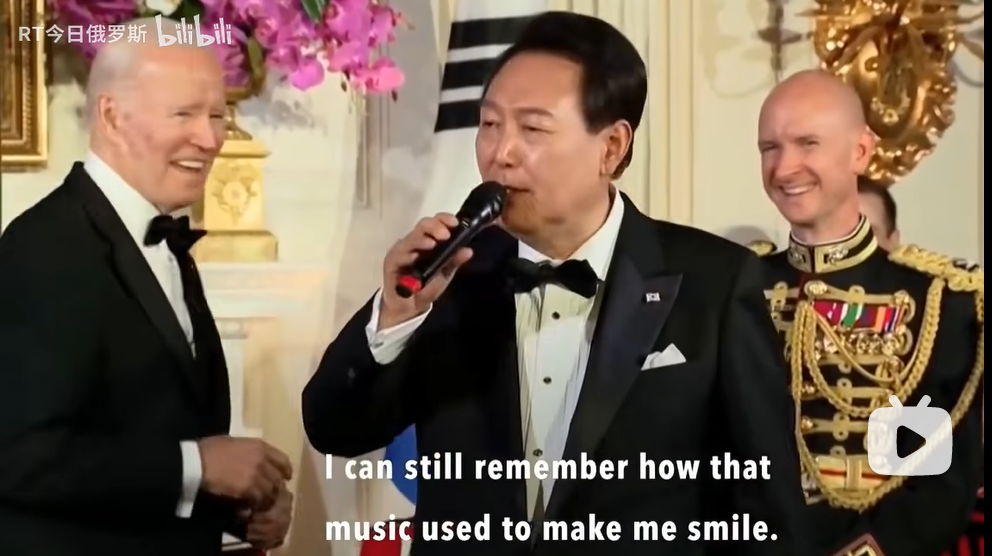 RT今日俄罗斯 bilibili
I can still remember how that
music used to make me smile.